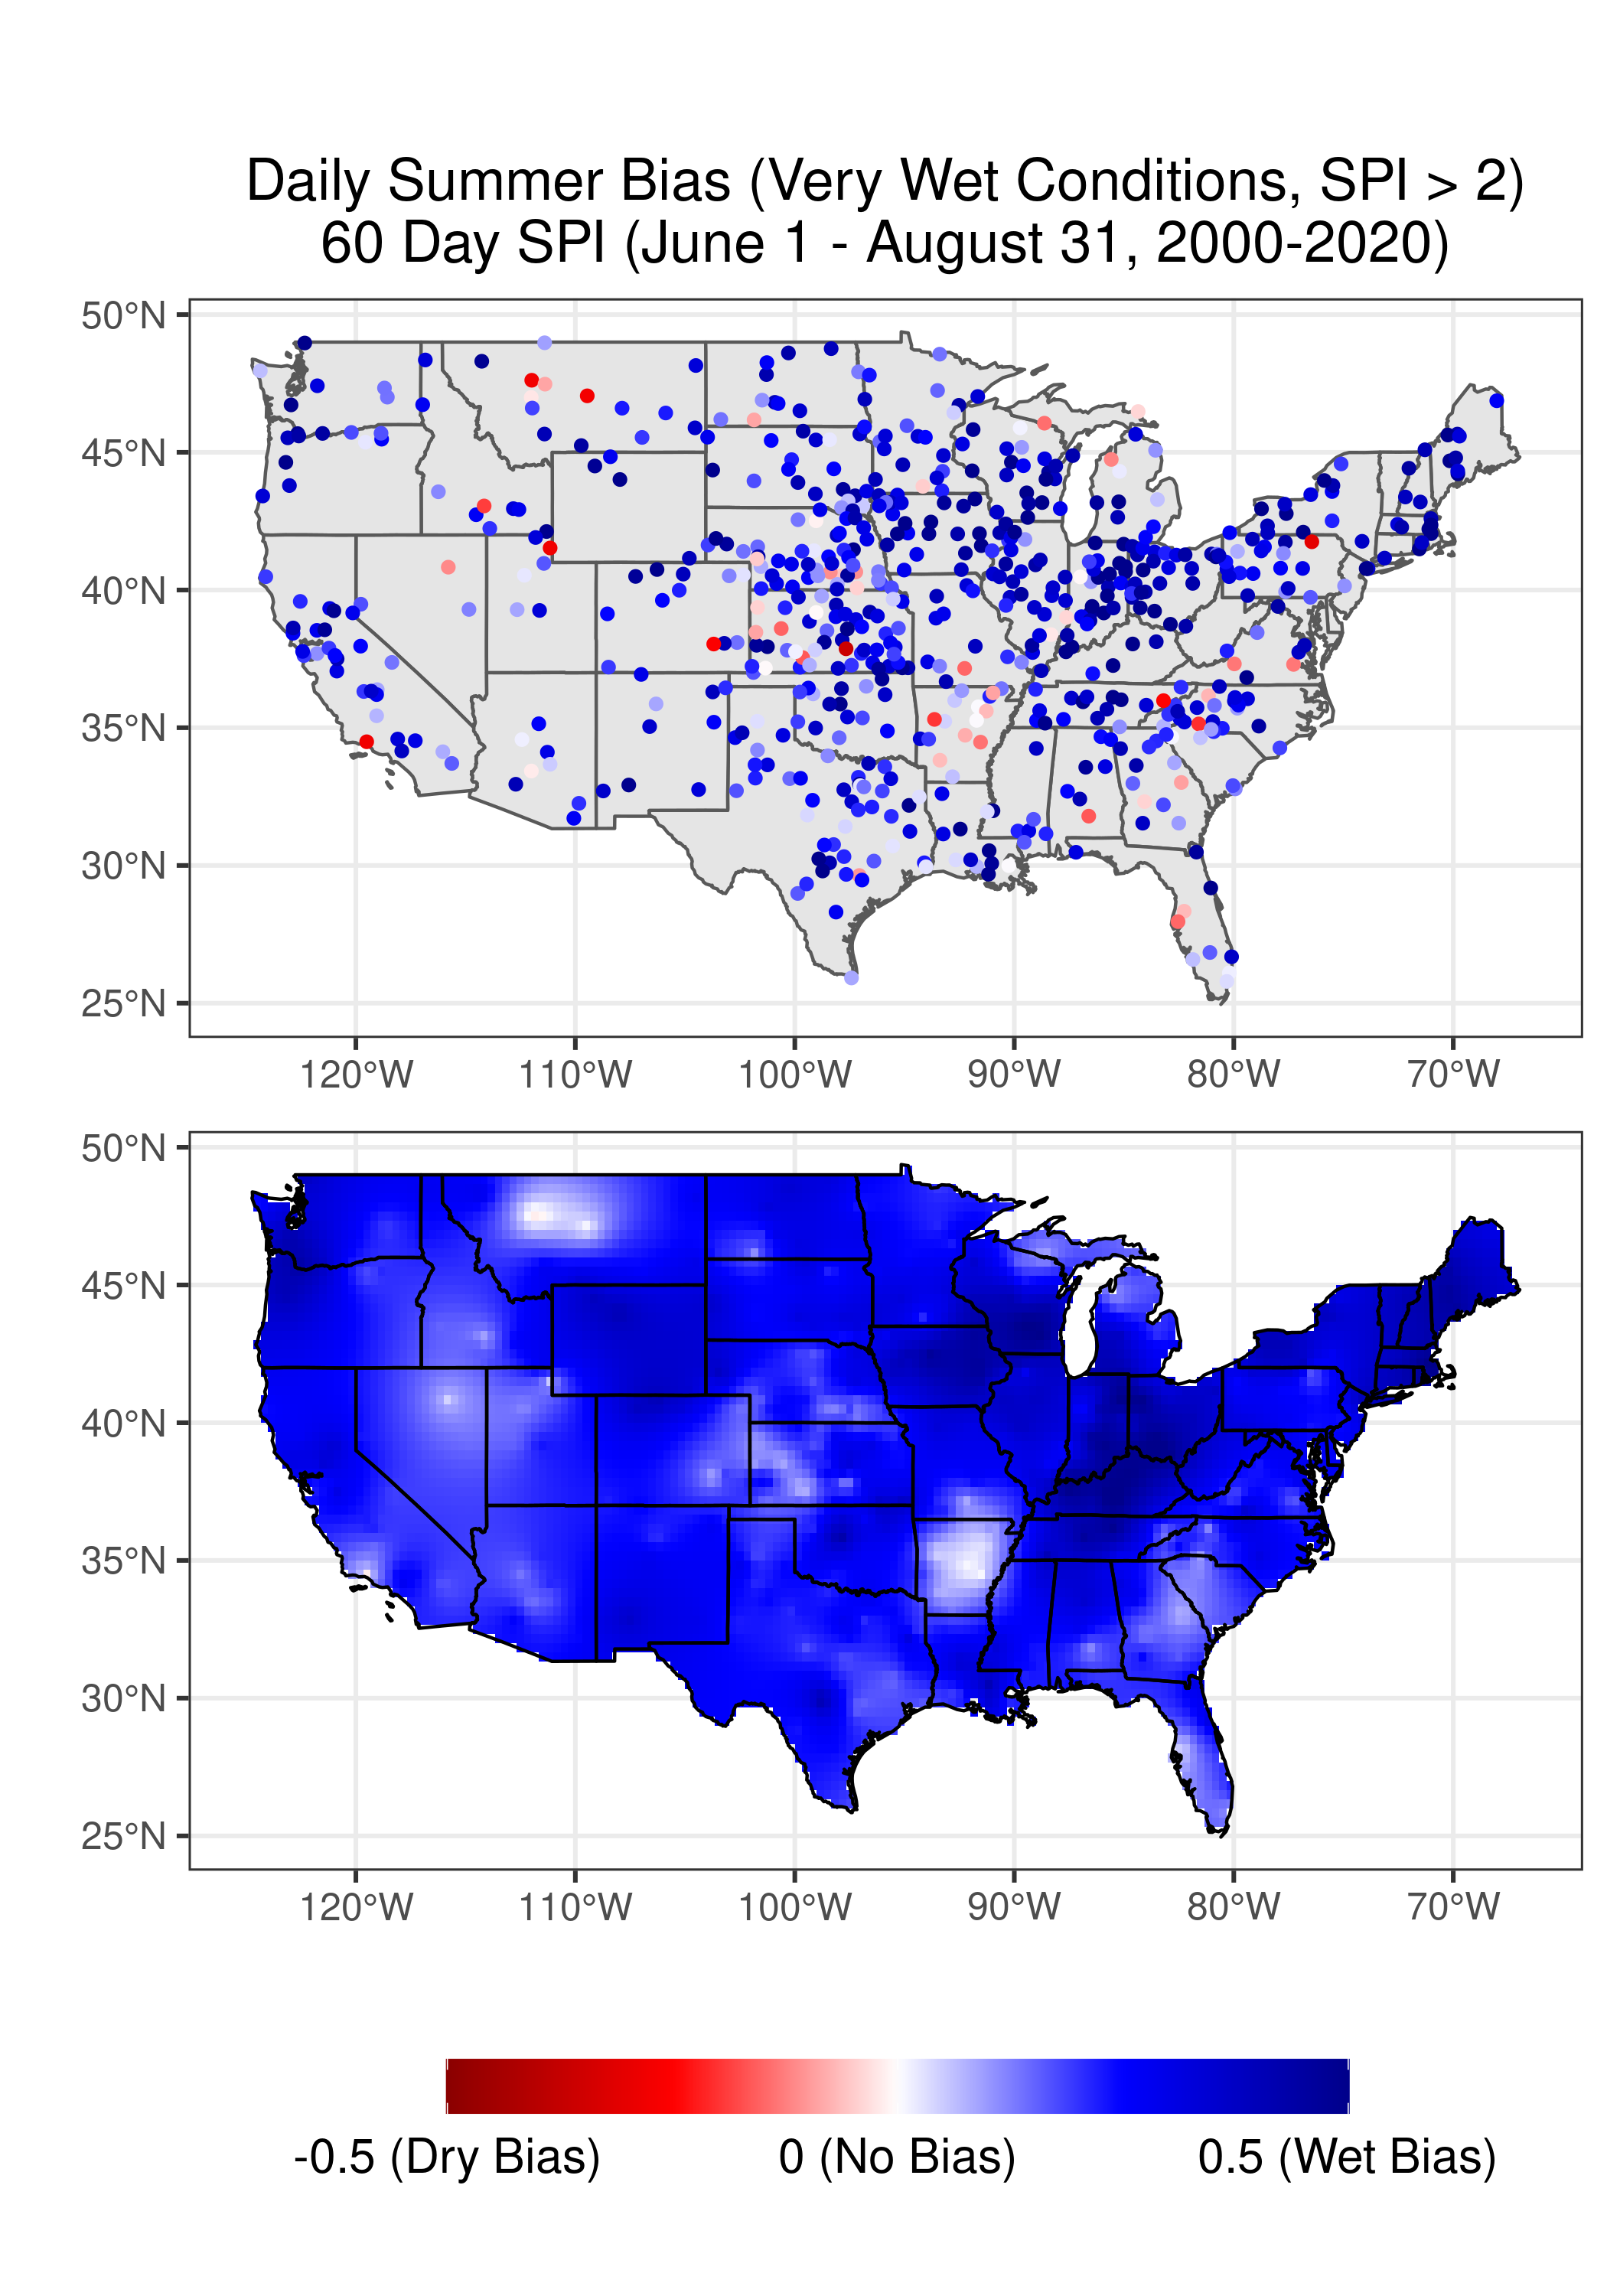 Daily Summer Bias (Very Wet Conditions, SPI > 2)
60 Day SPI (June 1 - August 31, 2000-2020)
50°N
45°N
40°N
35°N
30°N
25°N
120°W 110°W 100°W 90°W 80°W 70°W
50°N
45°N
40°N
35°N
30°N
25°N
120°W 110°W 100°W 90°W 80°W 70°W
-0.5 (Dry Bias) 0 (No Bias) 0.5 (Wet Bias)